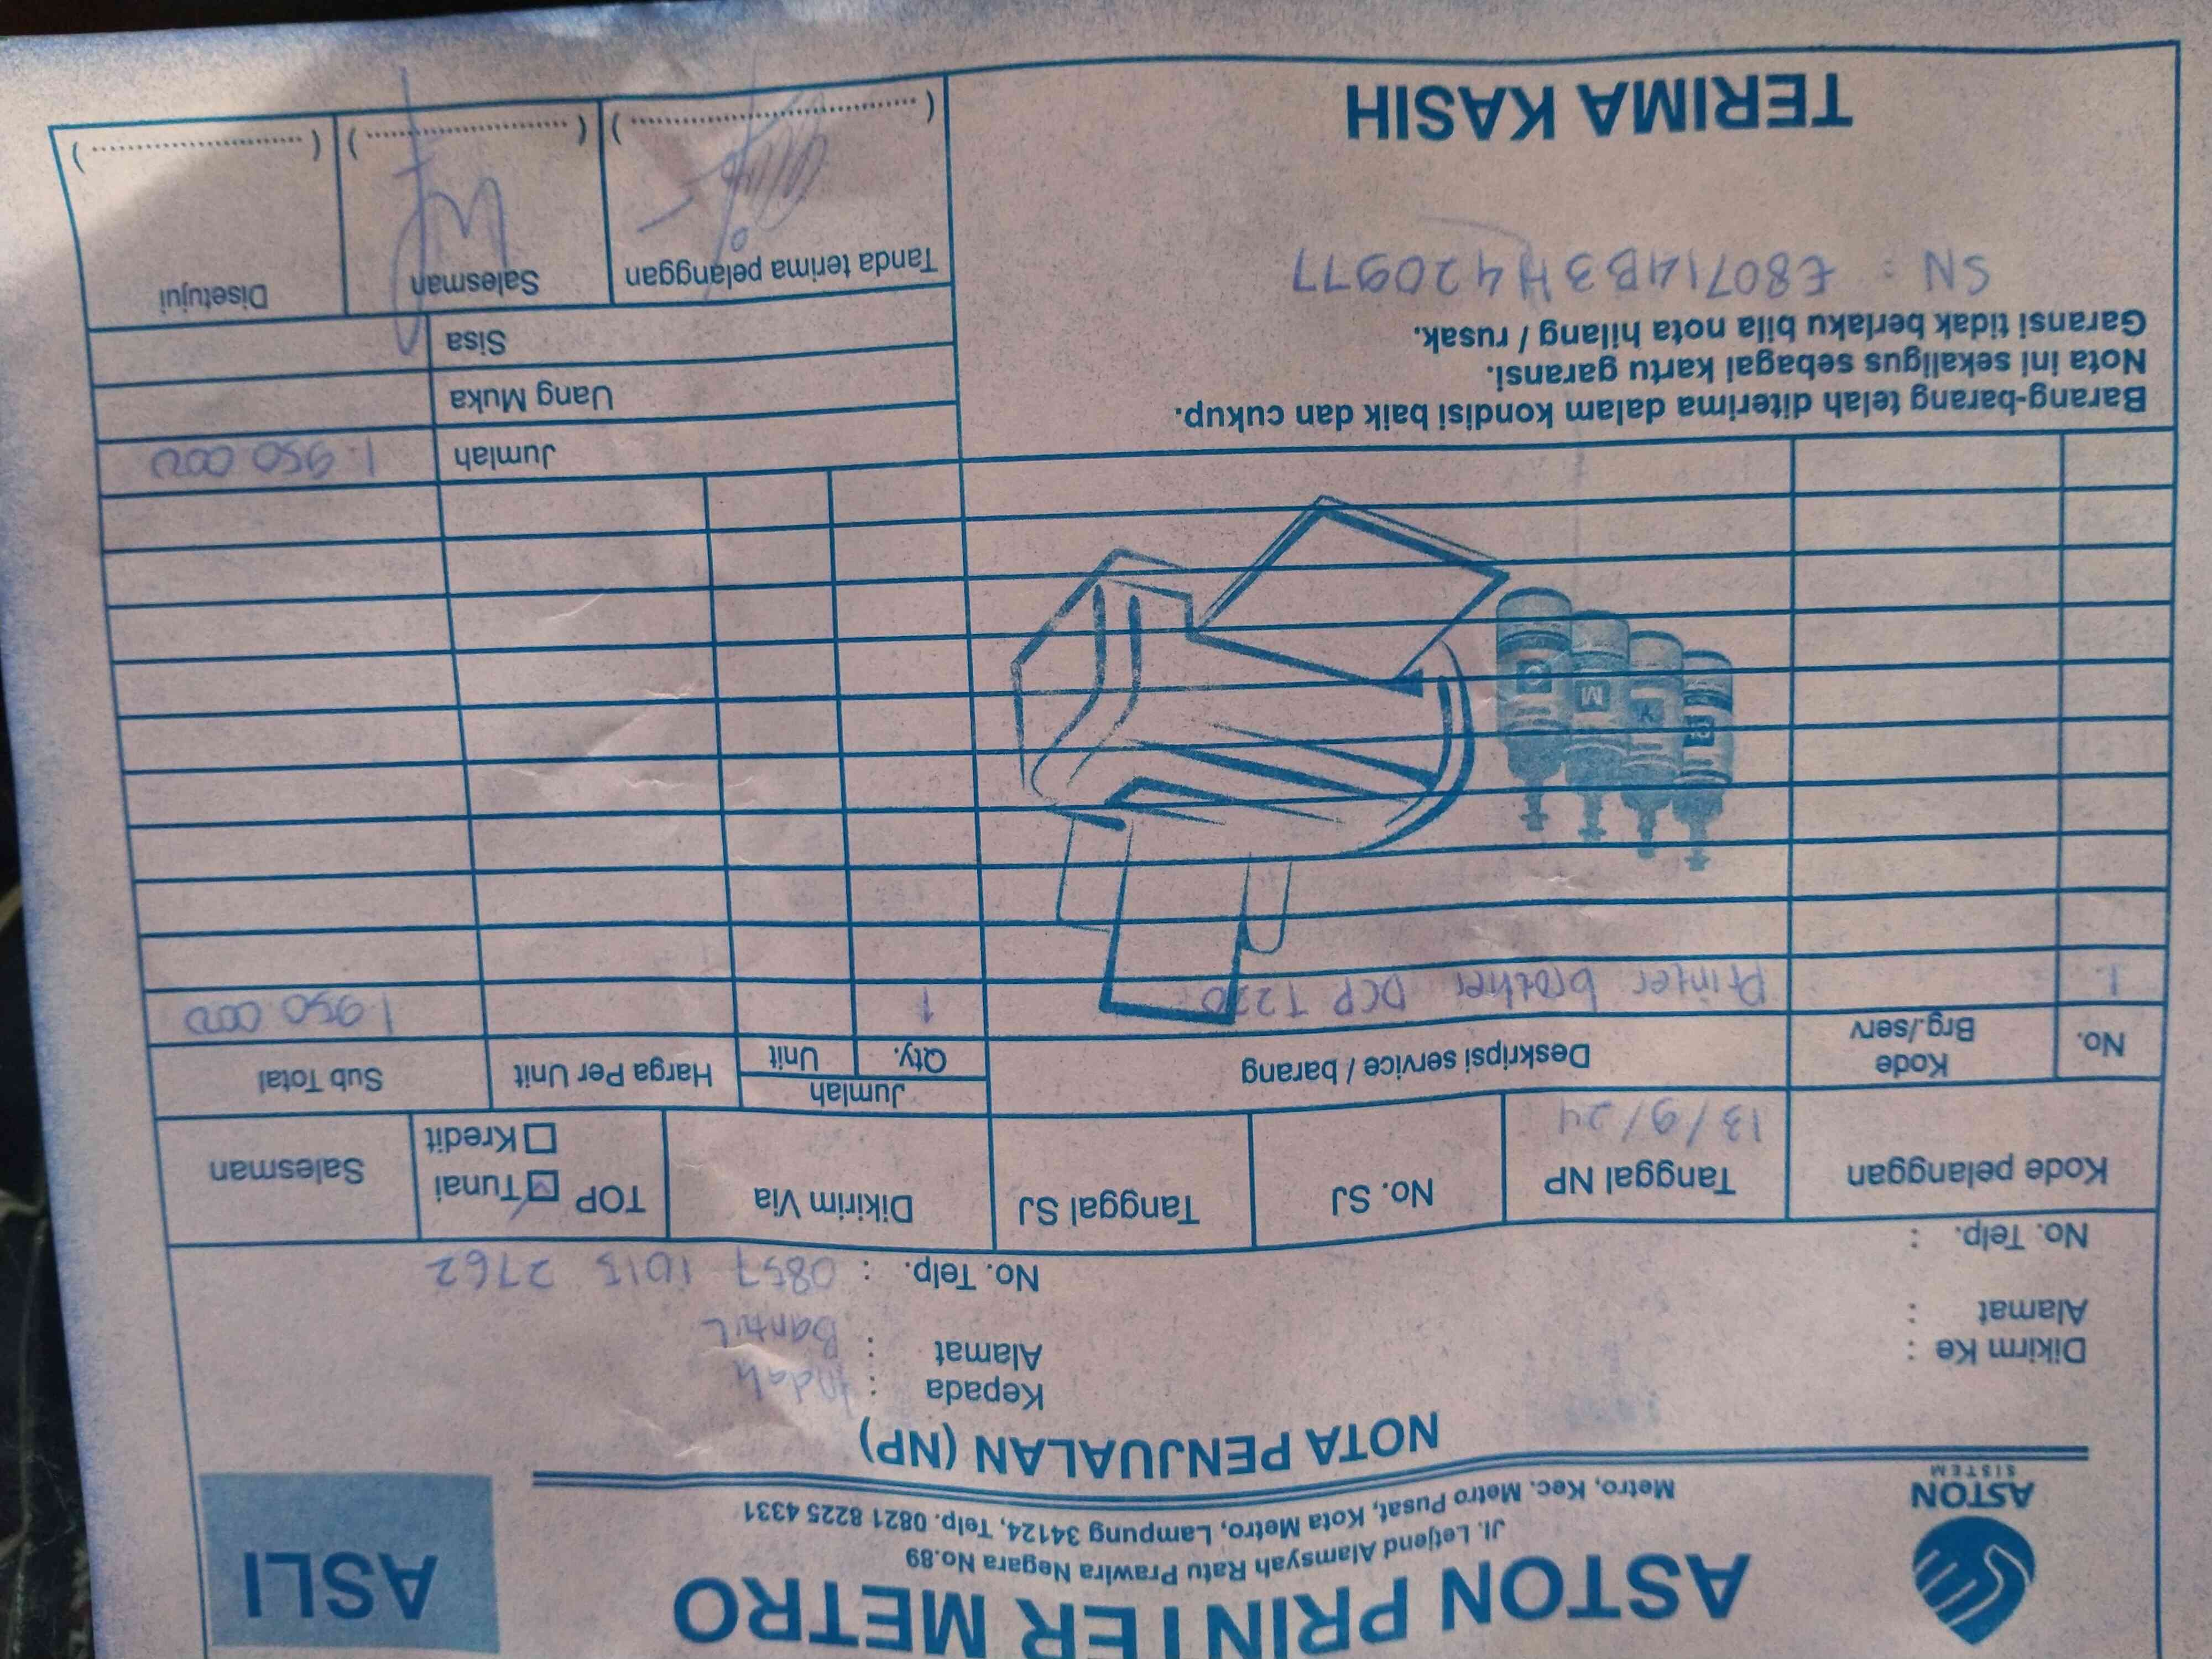 ASTON
SISTEM
ASTON PRINTER METRO
Jl. Letjend Alamsyah Ratu Prawira Negara No.89
Metro, Kec. Metro Pusat, Kota Metro, Lampung 34124, Telp. 0821 8225 4331
ASLI
NOTA PENJUALAN (NP)
Dikirm Ke :
Alamat :
No. Telp. :
Kepada : Indah
Alamat : Bantul
No. Telp. : 0857 1015 2762
Kode pelanggan
Tanggal NP
13/9/24
No. SJ
Tanggal SJ
Dikirim Via
TOP Tunai
Kredit
Salesman
No.
Kode
Brg./serv
Deskripsi service / barang
Jumlah
Qty. Unit
Harga Per Unit
Sub Total
1. Printer brother DCP T220 1 1.950.000
B Y M C
Barang-barang telah diterima dalam kondisi baik dan cukup.
Nota ini sekaligus sebagai kartu garansi.
Garansi tidak berlaku bila nota hilang / rusak.
SN : E80714B3H420977
TERIMA KASIH
Jumlah 1.950.000
Uang Muka
Sisa
Tanda terima pelanggan
Salesman
Disetujui